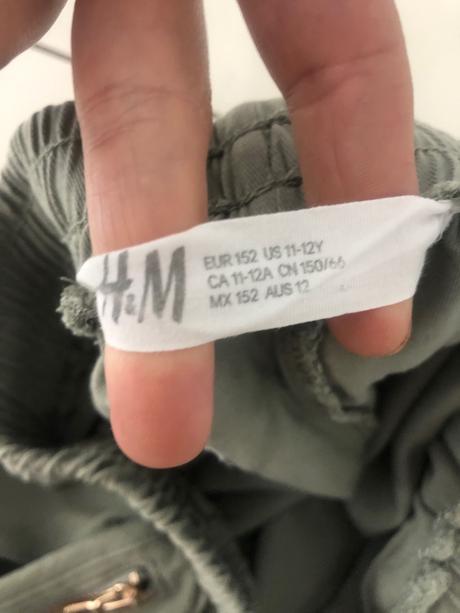 H&M
EUR 152 US 11-12Y
CA 11-12A CN 150/66
MX 152 AUS 12